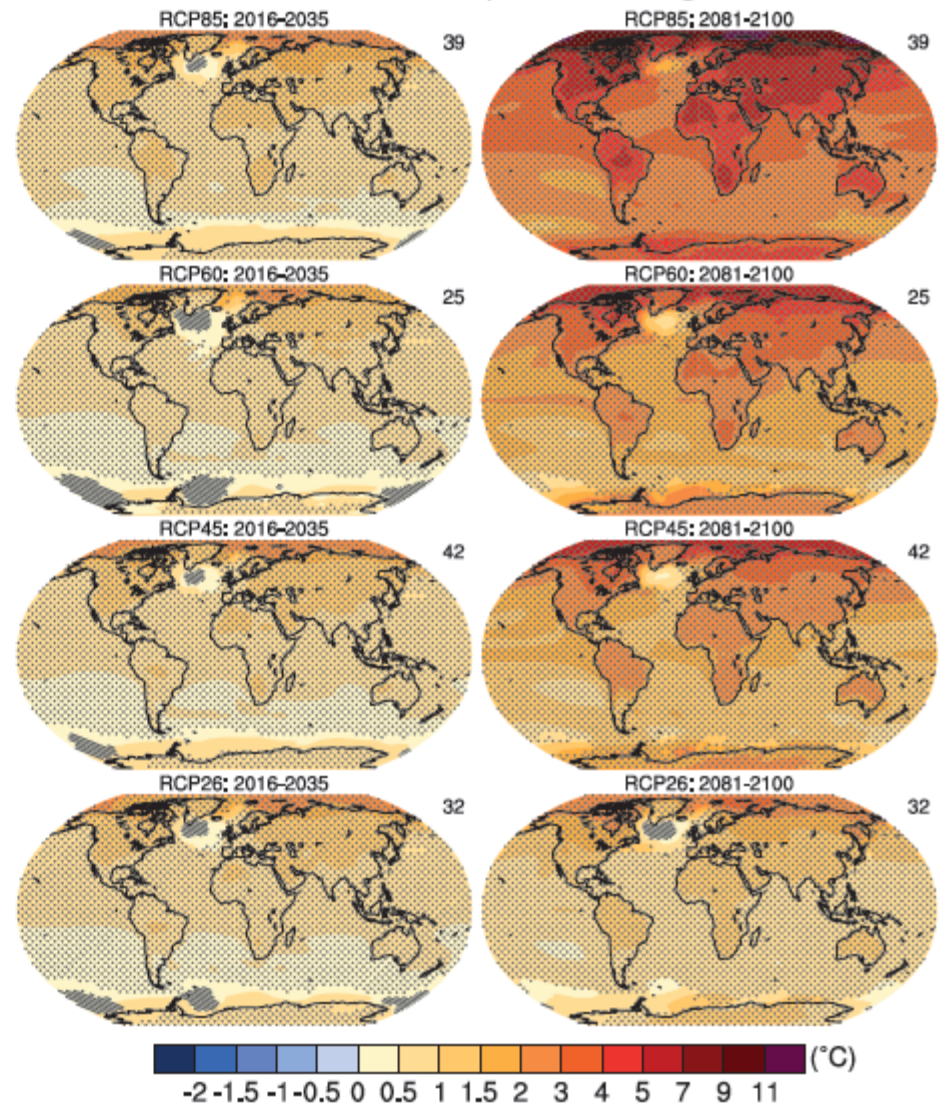 RCP85: 2016-2035 RCP85: 2081-2100
39 39
RCP60: 2016-2035 RCP60: 2081-2100
25 25
RCP45: 2016-2035 RCP45: 2081-2100
42 42
RCP26: 2016-2035 RCP26: 2081-2100
32 32
(°C)
-2 -1.5 -1 -0.5 0 0.5 1 1.5 2 3 4 5 7 9 11